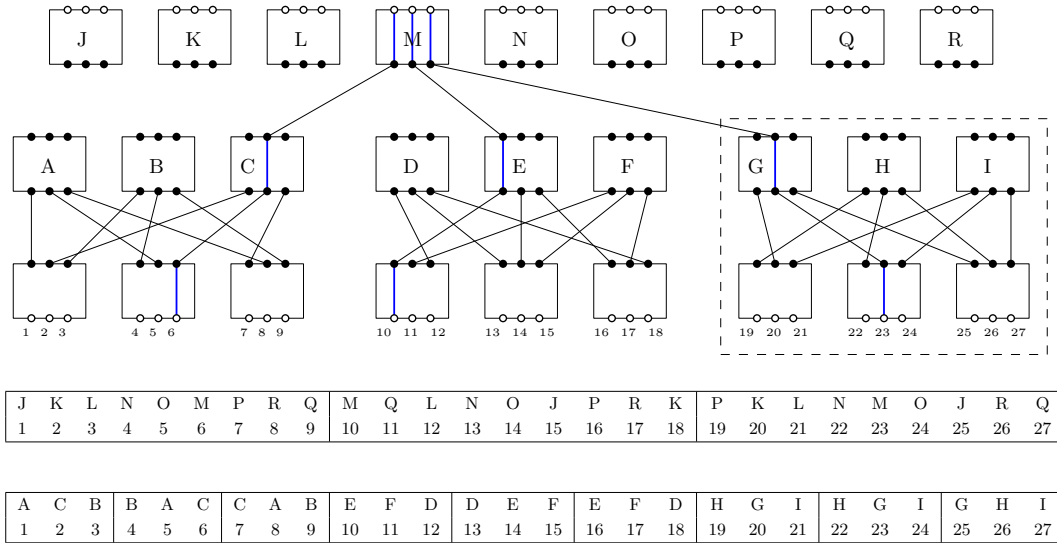 J K L M N O P Q R
A B C D E F G H I
1 2 3 4 5 6 7 8 9 10 11 12 13 14 15 16 17 18 19 20 21 22 23 24 25 26 27
J K L N O M P R Q M Q L N O J P R K P K L N M O J R Q
1 2 3 4 5 6 7 8 9 10 11 12 13 14 15 16 17 18 19 20 21 22 23 24 25 26 27
A C B B A C C A B E F D D E F E F D H G I H G I G H I
1 2 3 4 5 6 7 8 9 10 11 12 13 14 15 16 17 18 19 20 21 22 23 24 25 26 27